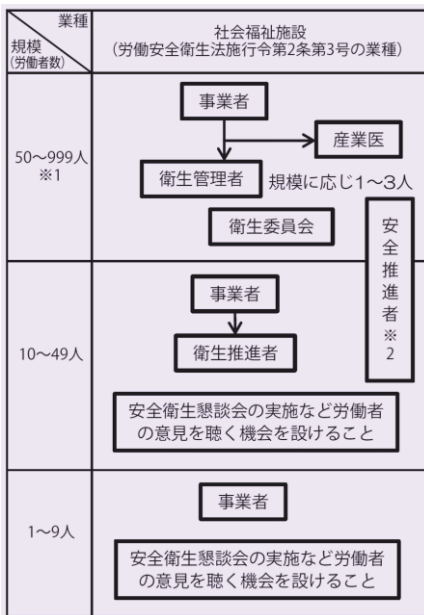 業種
規模
(労働者数)
社会福祉施設
(労働安全衛生法施行令第2条第3号の業種)
50～999人
※1
事業者
産業医
衛生管理者
規模に応じ1～3人
衛生委員会
安全推進者※2
10～49人
事業者
衛生推進者
安全衛生懇談会の実施など労働者
の意見を聴く機会を設けること
1～9人
事業者
安全衛生懇談会の実施など労働者
の意見を聴く機会を設けること